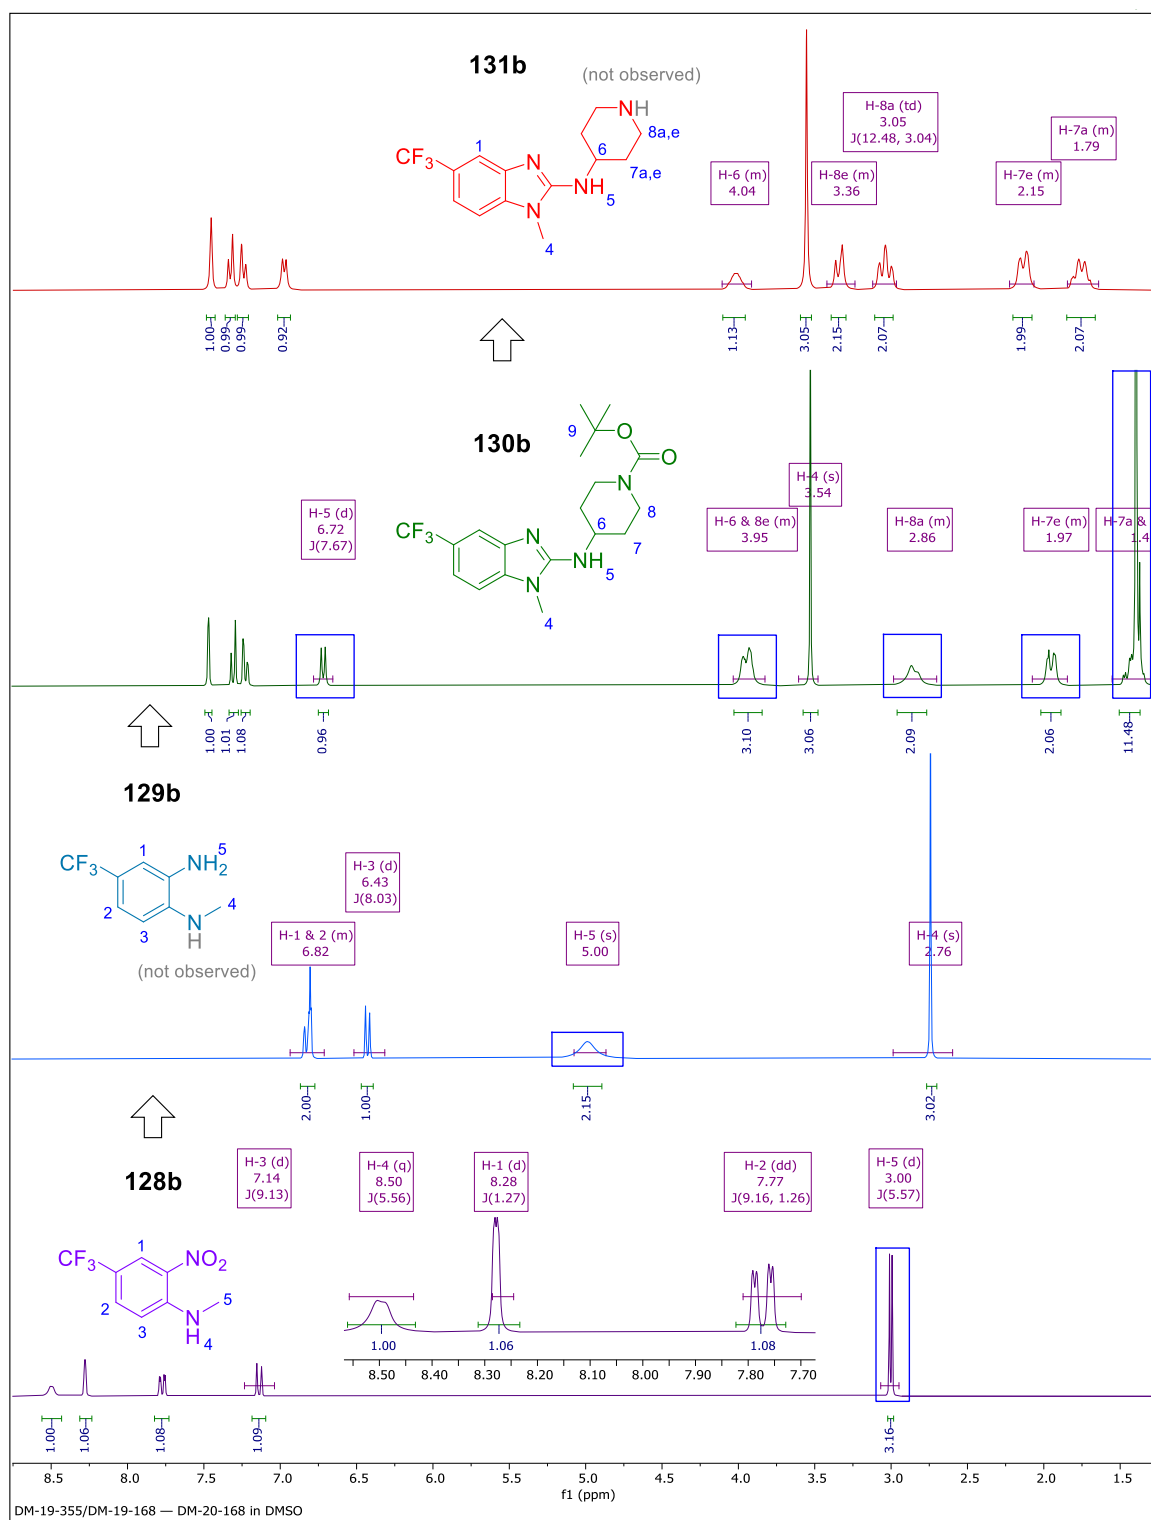 131b
(not observed)
NH
8a,e
6
7a,e
1
CF3
N
NH
5
N
4
H-6 (m)
4.04
H-8e (m)
3.36
H-8a (td)
3.05
J(12.48, 3.04)
H-7e (m)
2.15
H-7a (m)
1.79
1.00
0.99
0.99
0.92
1.13
3.05
2.15
2.07
1.99
2.07
130b
9
O
O
N
8
6
7
CF3
N
NH
5
N
4
H-5 (d)
6.72
J(7.67)
H-6 & 8e (m)
3.95
H-4 (s)
3.54
H-8a (m)
2.86
H-7e (m)
1.97
H-7a &
1.4
1.00
1.01
1.08
0.96
3.10
3.06
2.09
2.06
11.48
129b
CF3
1
5
NH2
2
3
4
N
H
(not observed)
H-1 & 2 (m)
6.82
H-3 (d)
6.43
J(8.03)
H-5 (s)
5.00
H-4 (s)
2.76
2.00
1.00
2.15
3.02
128b
CF3
1
NO2
2
3
5
N
H
4
H-3 (d)
7.14
J(9.13)
H-4 (q)
8.50
J(5.56)
H-1 (d)
8.28
J(1.27)
H-2 (dd)
7.77
J(9.16, 1.26)
H-5 (d)
3.00
J(5.57)
1.00
1.06
1.08
8.50 8.40 8.30 8.20 8.10 8.00 7.90 7.80 7.70
1.00
1.06
1.08
1.09
3.16
8.5 8.0 7.5 7.0 6.5 6.0 5.5 5.0 4.5 4.0 3.5 3.0 2.5 2.0 1.5
f1 (ppm)
DM-19-355/DM-19-168 — DM-20-168 in DMSO